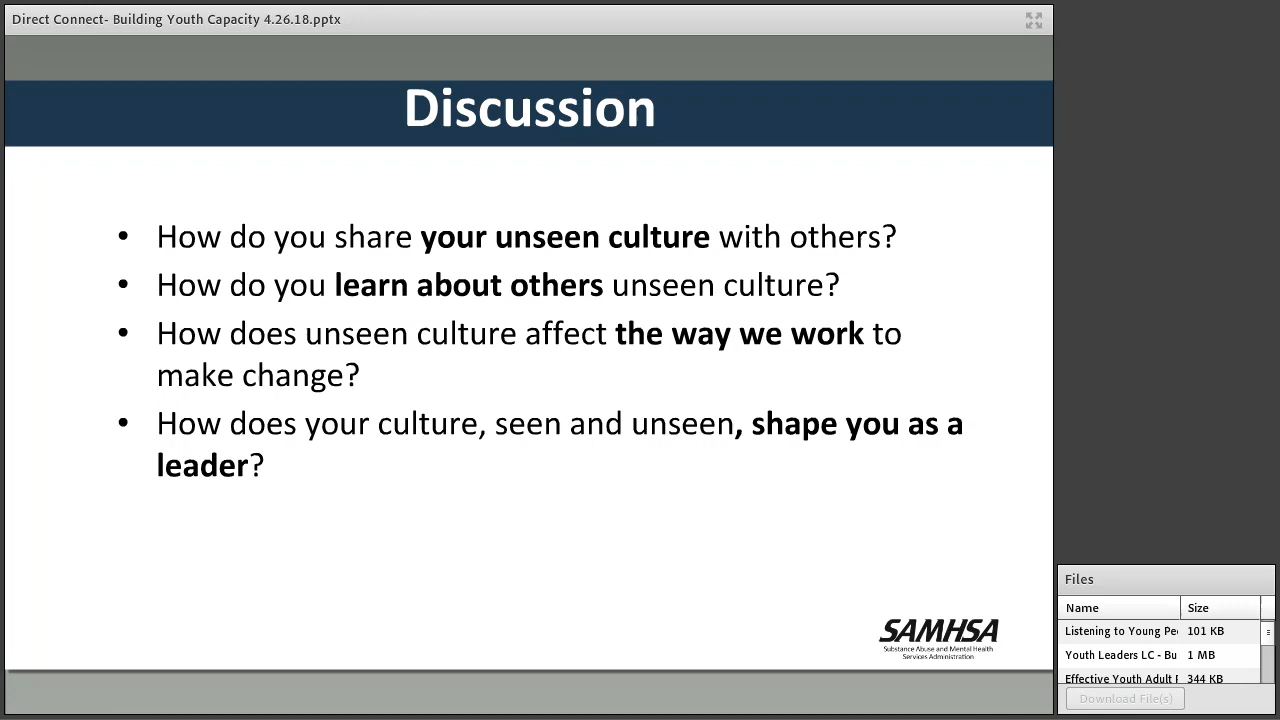 Direct Connect- Building Youth Capacity 4.26.18.pptx
Discussion
• How do you share your unseen culture with others?
• How do you learn about others unseen culture?
• How does unseen culture affect the way we work to
make change?
• How does your culture, seen and unseen, shape you as a
leader?
SAMHSA
Substance Abuse and Mental Health
Services Administration
Files
Name Size
Listening to Young Pe 101 KB
Youth Leaders LC - Bu 1 MB
Effective Youth Adult 344 KB
Download File(s)